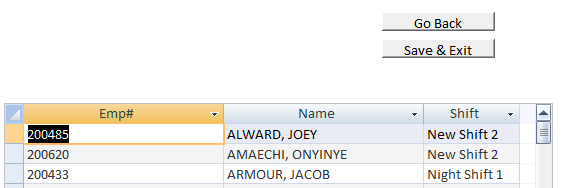 Go Back
Save & Exit
Emp# Name Shift
200485 ALWARD, JOEY New Shift 2
200620 AMAECHI, ONYINYE New Shift 2
200433 ARMOUR, JACOB Night Shift 1